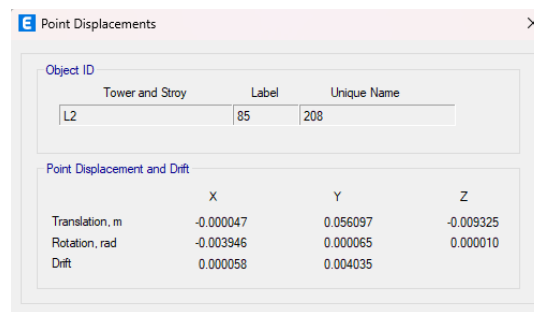 E Point Displacements
Object ID
Tower and Stroy Label Unique Name
L2 85 208
Point Displacement and Drift
X Y Z
Translation, m -0.000047 0.056097 -0.009325
Rotation, rad -0.003946 0.000065 0.000010
Drift 0.000058 0.004035